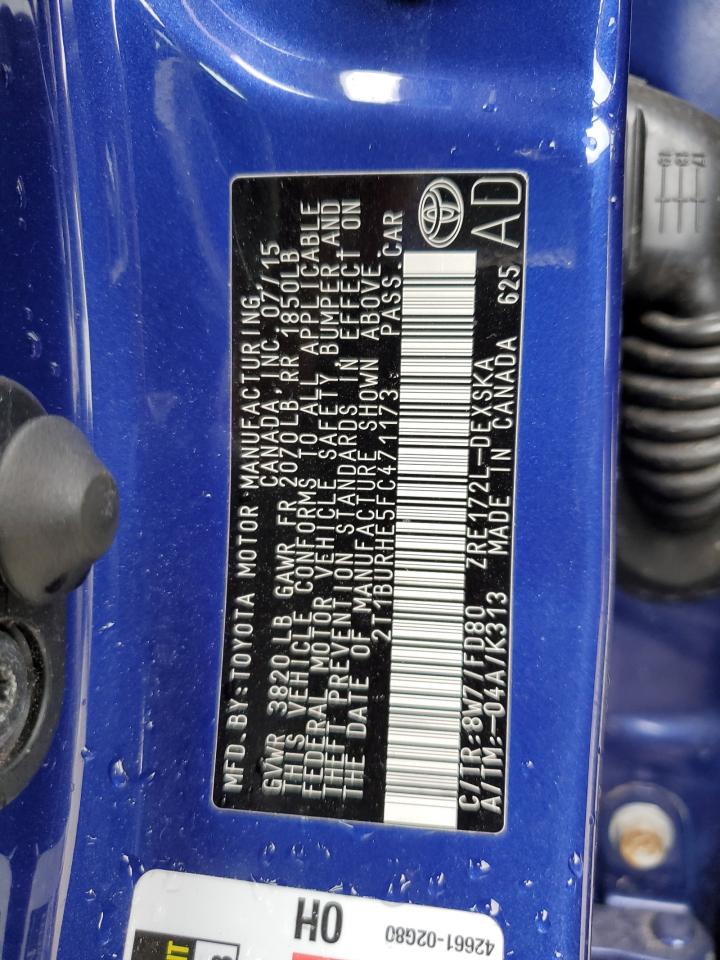 MFD.BY:TOYOTA MOTOR MANUFACTURING,
CANADA, INC. 07/15
GVWR 3820LB GAWR FR 2070LB RR 1850LB
THIS VEHICLE CONFORMS TO ALL APPLICABLE
FEDERAL MOTOR VEHICLE SAFETY, BUMPER AND
THEFT PREVENTION STANDARDS IN EFFECT ON
THE DATE OF MANUFACTURE SHOWN ABOVE.
2T1BURHE5FC471173 PASS.CAR
C/TR:8W7/FD80 ZRE172L-DEXSKA
A/TM:-04A/K313 MADE IN CANADA 625
AD
OH
42661-02G80